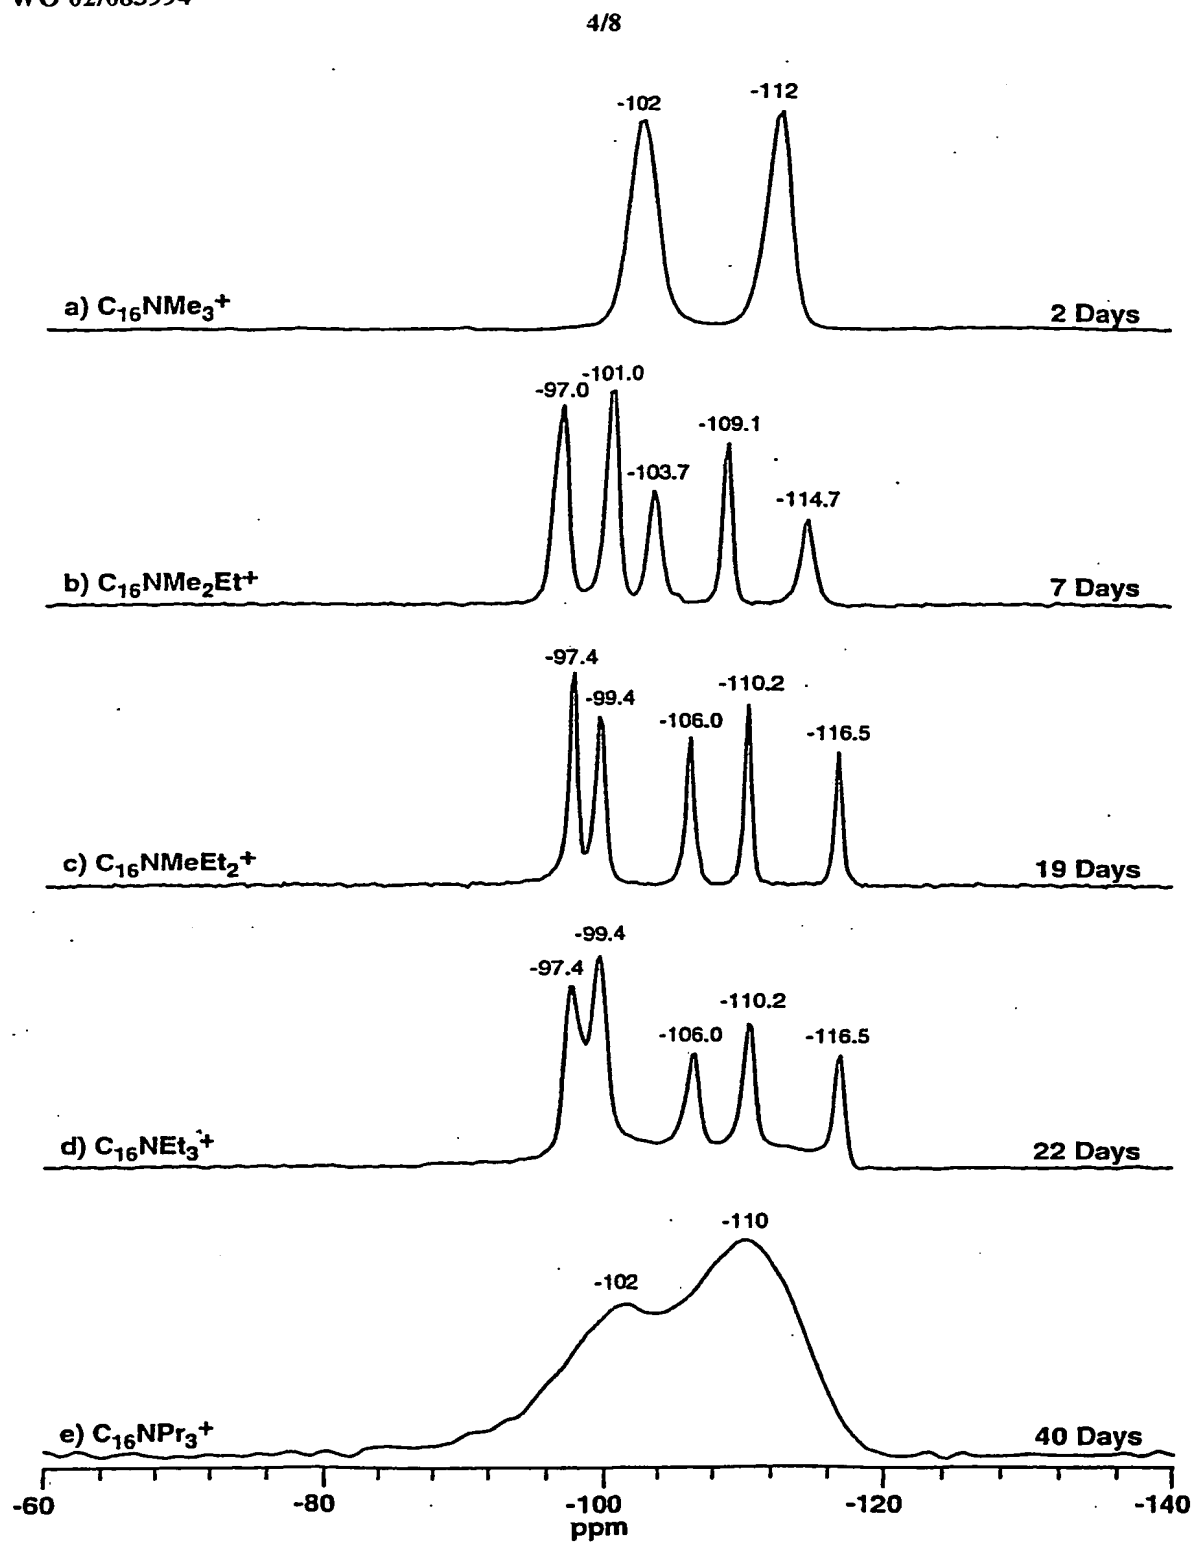 WO 02/083994
4/8
-102
-112
a) C₁₆NMe₃⁺
2 Days
-97.0
-101.0
-103.7
-109.1
-114.7
b) C₁₆NMe₂Et⁺
7 Days
-97.4
-99.4
-106.0
-110.2
-116.5
c) C₁₆NMeEt₂⁺
19 Days
-97.4
-99.4
-106.0
-110.2
-116.5
d) C₁₆NEt₃⁺
22 Days
-102
-110
e) C₁₆NPr₃⁺
40 Days
-60 -80 -100 -120 -140
ppm